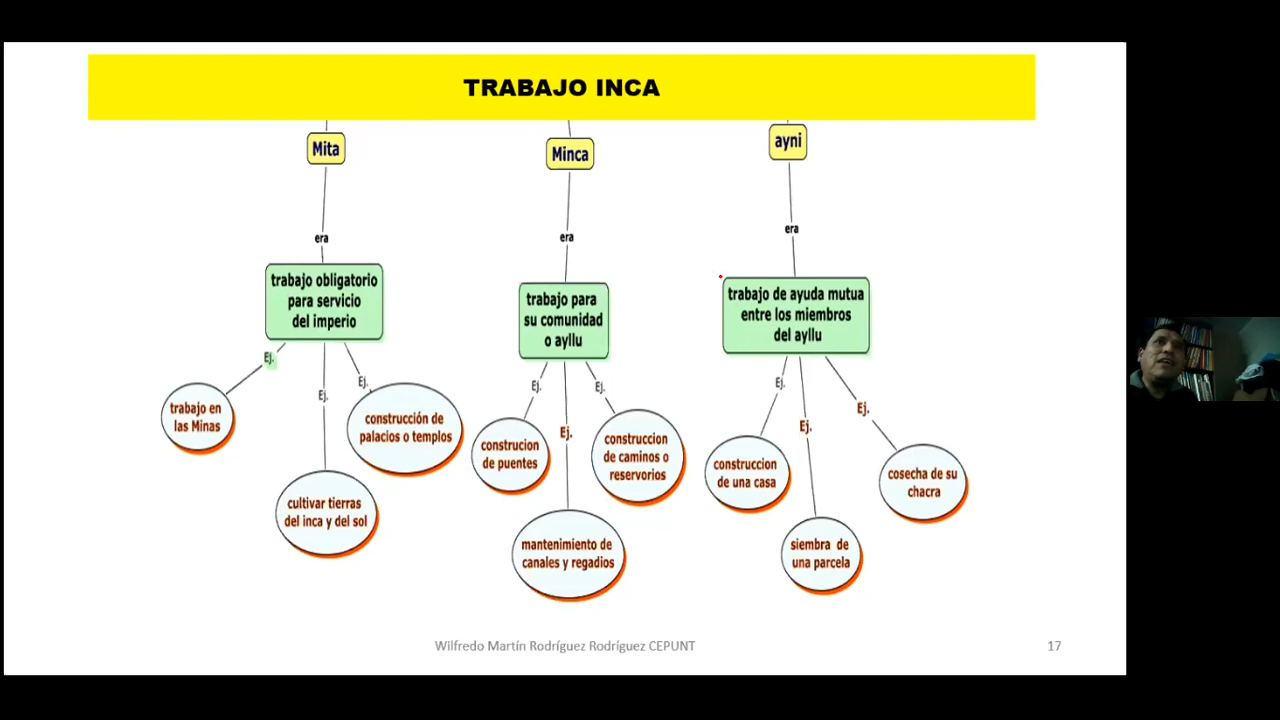 TRABAJO INCA
Mita
era
trabajo obligatorio
para servicio
del imperio
Ej.
Ej.
Ej.
trabajo en
las Minas
cultivar tierras
del inca y del sol
construcción de
palacios o templos
Minca
era
trabajo para
su comunidad
o ayllu
Ej.
Ej.
Ej.
construcion
de puentes
mantenimiento de
canales y regadios
construccion
de caminos o
reservorios
ayni
era
trabajo de ayuda mutua
entre los miembros
del ayllu
Ej.
Ej.
Ej.
construccion
de una casa
siembra de
una parcela
cosecha de su
chacra
Wilfredo Martín Rodríguez Rodríguez CEPUNT
17